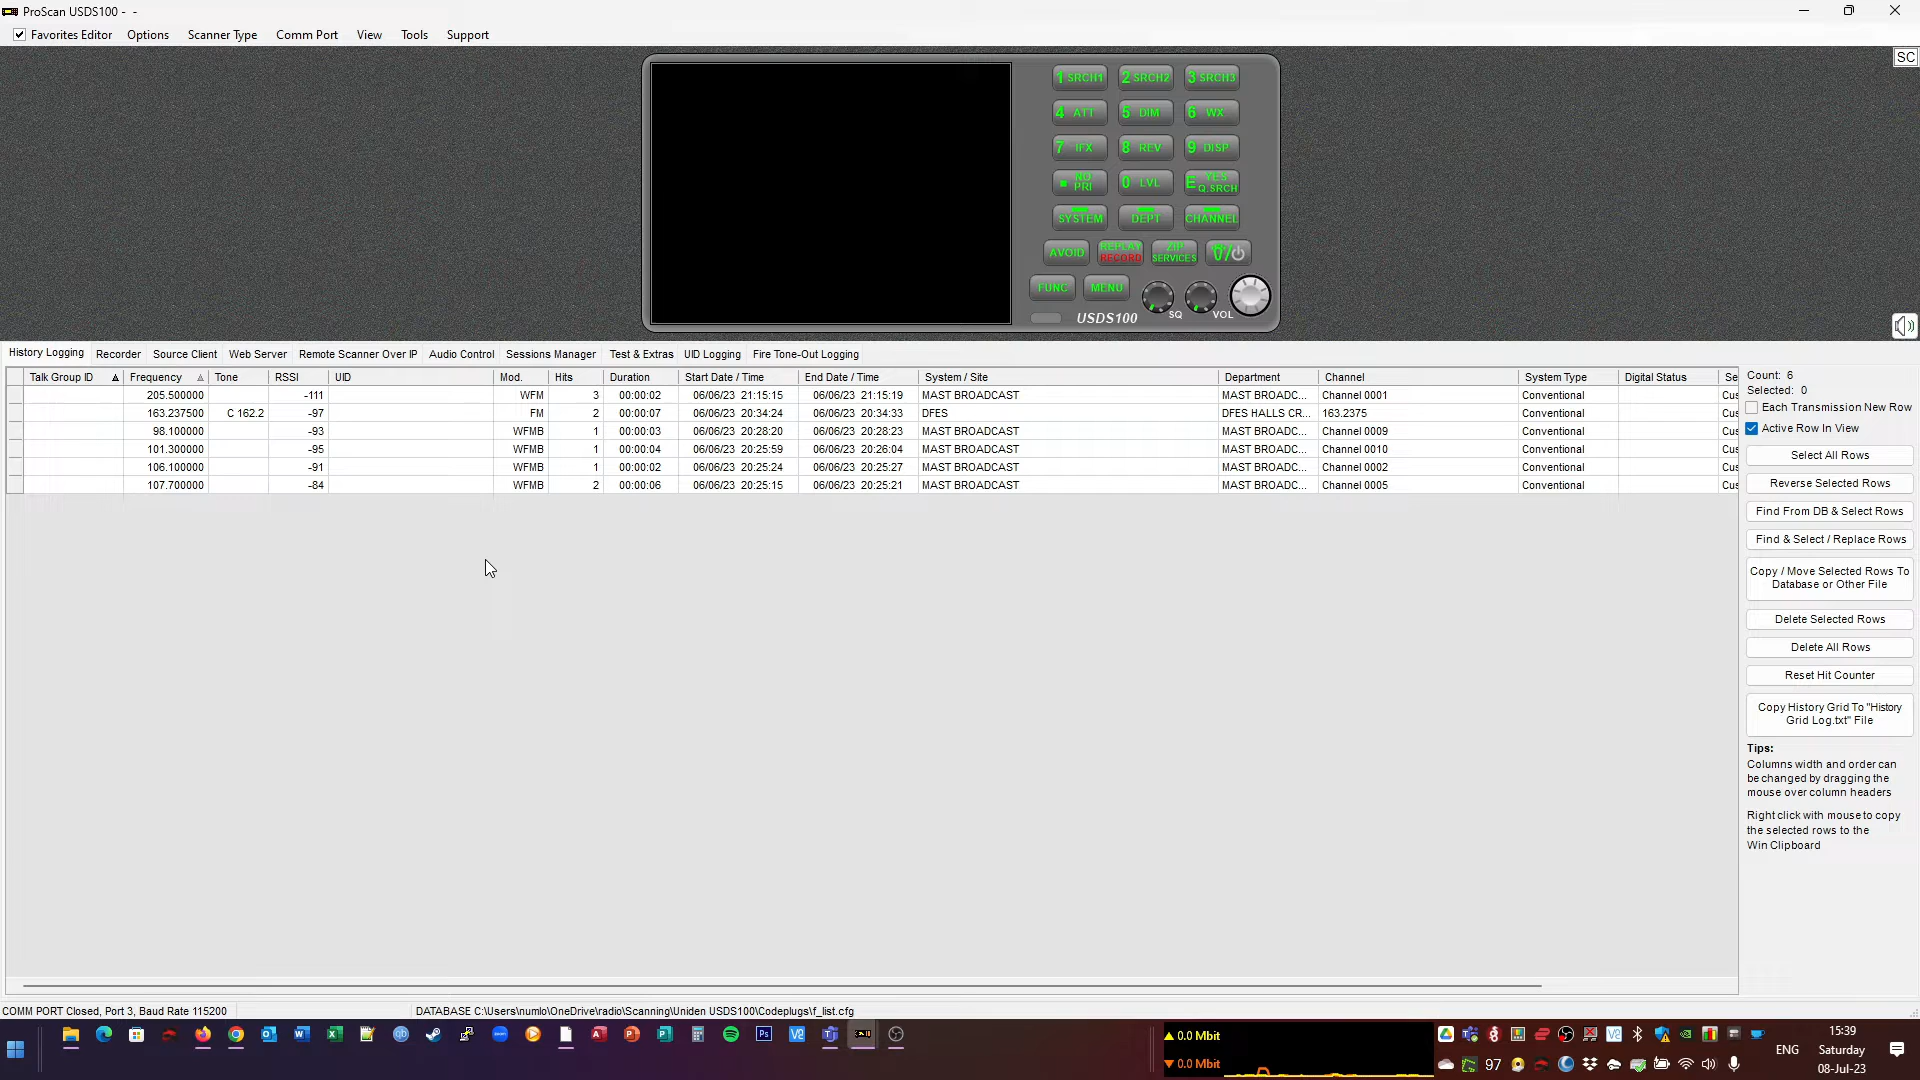 ProScan USDS100 - -
Favorites Editor Options Scanner Type Comm Port View Tools Support
SC
1 SRCH1 2 SRCH2 3 SRCH3
4 ATT 5 DIM 6 WX
7 IFX 8 REV 9 DISP
NO PRI 0 LVL E YES Q.SRCH
SYSTEM DEPT CHANNEL
AVOID REPLAY RECORD ZIP SERVICES
FUNC MENU
SQ VOL
USDS100
History Logging Recorder Source Client Web Server Remote Scanner Over IP Audio Control Sessions Manager Test & Extras UID Logging Fire Tone-Out Logging
Talk Group ID Frequency Tone RSSI UID Mod. Hits Duration Start Date / Time End Date / Time System / Site Department Channel System Type Digital Status Se
205.500000 -111 WFM 3 00:00:02 06/06/23 21:15:15 06/06/23 21:15:19 MAST BROADCAST MAST BROADC... Channel 0001 Conventional Cus
163.237500 C 162.2 -97 FM 2 00:00:07 06/06/23 20:34:24 06/06/23 20:34:33 DFES DFES HALLS CR... 163.2375 Conventional Cus
98.100000 -93 WFMB 1 00:00:03 06/06/23 20:28:20 06/06/23 20:28:23 MAST BROADCAST MAST BROADC... Channel 0009 Conventional Cus
101.300000 -95 WFMB 1 00:00:04 06/06/23 20:25:59 06/06/23 20:26:04 MAST BROADCAST MAST BROADC... Channel 0010 Conventional Cus
106.100000 -91 WFMB 1 00:00:02 06/06/23 20:25:24 06/06/23 20:25:27 MAST BROADCAST MAST BROADC... Channel 0002 Conventional Cus
107.700000 -84 WFMB 2 00:00:06 06/06/23 20:25:15 06/06/23 20:25:21 MAST BROADCAST MAST BROADC... Channel 0005 Conventional Cus
Count: 6
Selected: 0
Each Transmission New Row
Active Row In View
Select All Rows
Reverse Selected Rows
Find From DB & Select Rows
Find & Select / Replace Rows
Copy / Move Selected Rows To
Database or Other File
Delete Selected Rows
Delete All Rows
Reset Hit Counter
Copy History Grid To "History
Grid Log.txt" File
Tips:
Columns width and order can
be changed by dragging the
mouse over column headers
Right click with mouse to copy
the selected rows to the
Win Clipboard
COMM PORT Closed, Port 3, Baud Rate 115200 DATABASE C:\Users\numlo\OneDrive\radio\Scanning\Uniden USDS100\Codeplugs\f_list.cfg
0.0 Mbit
0.0 Mbit
97
ENG
15:39
Saturday
08-Jul-23